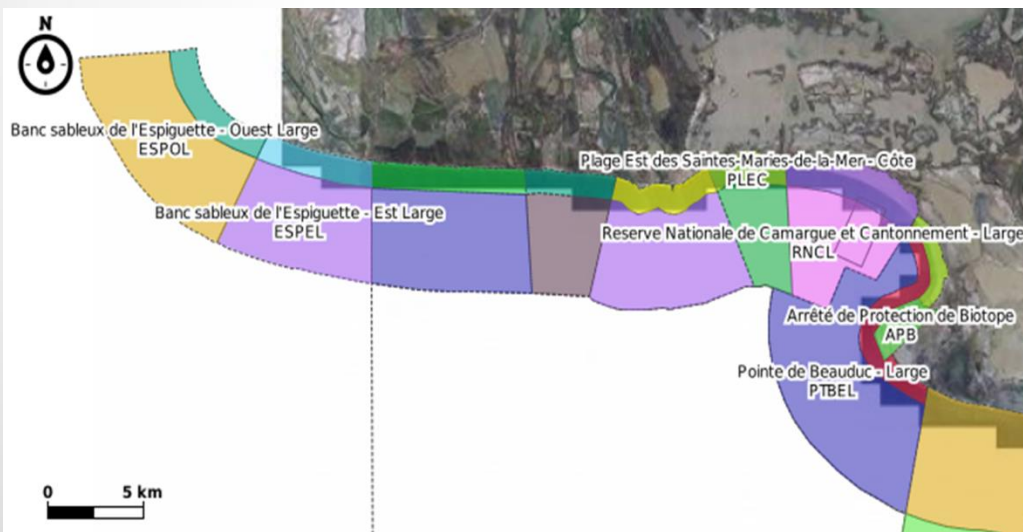 N
Banc sableux de l'Espiguette - Ouest Large
ESPOL
Plage Est des Saintes-Maries-de-la-Mer - Côte
PLEC
Banc sableux de l'Espiguette - Est Large
ESPEL
Reserve Nationale de Camargue et Cantonnement - Large
RNCL
Arrêté de Protection de Biotope
APB
Pointe de Beauduc - Large
PTBEL
0 5 km